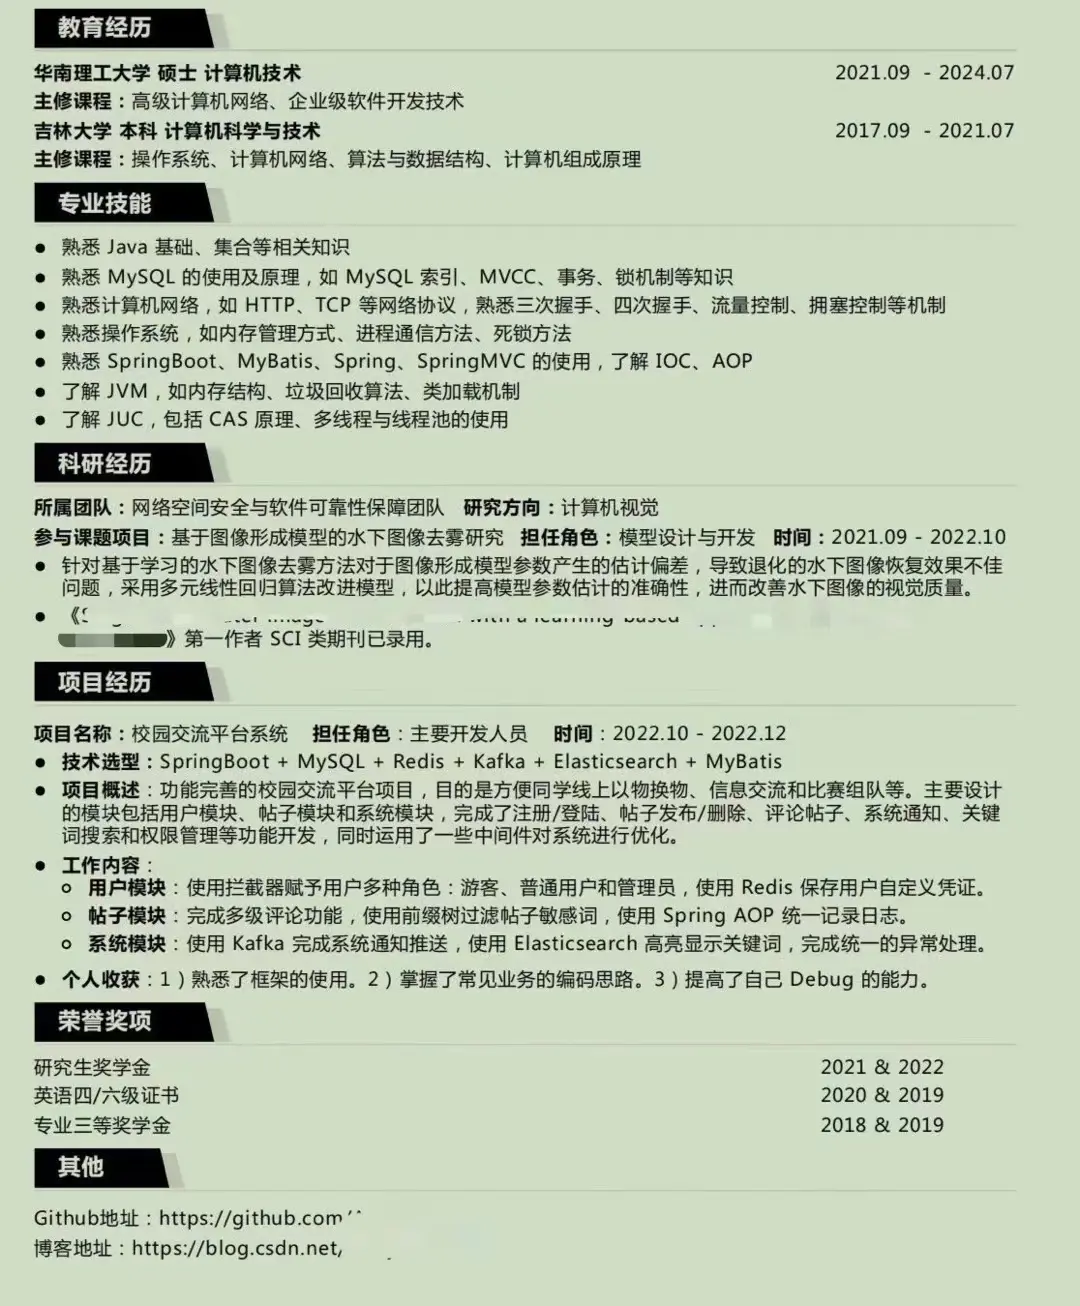 教育经历
华南理工大学 硕士 计算机技术 2021.09 - 2024.07
主修课程：高级计算机网络、企业级软件开发技术
吉林大学 本科 计算机科学与技术 2017.09 - 2021.07
主修课程：操作系统、计算机网络、算法与数据结构、计算机组成原理
专业技能
● 熟悉 Java 基础、集合等相关知识
● 熟悉 MySQL 的使用及原理，如 MySQL 索引、MVCC、事务、锁机制等知识
● 熟悉计算机网络，如 HTTP、TCP 等网络协议，熟悉三次握手、四次握手、流量控制、拥塞控制等机制
● 熟悉操作系统，如内存管理方式、进程通信方法、死锁方法
● 熟悉 SpringBoot、MyBatis、Spring、SpringMVC 的使用，了解 IOC、AOP
● 了解 JVM，如内存结构、垃圾回收算法、类加载机制
● 了解 JUC，包括 CAS 原理、多线程与线程池的使用
科研经历
所属团队：网络空间安全与软件可靠性保障团队 研究方向：计算机视觉
参与课题项目：基于图像形成模型的水下图像去雾研究 担任角色：模型设计与开发 时间：2021.09 - 2022.10
● 针对基于学习的水下图像去雾方法对于图像形成模型参数产生的估计偏差，导致退化的水下图像恢复效果不佳
问题，采用多元线性回归算法改进模型，以此提高模型参数估计的准确性，进而改善水下图像的视觉质量。
● 《 image with a learning-based
》第一作者 SCI 类期刊已录用。
项目经历
项目名称：校园交流平台系统 担任角色：主要开发人员 时间：2022.10 - 2022.12
● 技术选型：SpringBoot + MySQL + Redis + Kafka + Elasticsearch + MyBatis
● 项目概述：功能完善的校园交流平台项目，目的是方便同学线上以物换物、信息交流和比赛组队等。主要设计
的模块包括用户模块、帖子模块和系统模块，完成了注册/登陆、帖子发布/删除、评论帖子、系统通知、关键
词搜索和权限管理等功能开发，同时运用了一些中间件对系统进行优化。
● 工作内容：
○ 用户模块：使用拦截器赋予用户多种角色：游客、普通用户和管理员，使用 Redis 保存用户自定义凭证。
○ 帖子模块：完成多级评论功能，使用前缀树过滤帖子敏感词，使用 Spring AOP 统一记录日志。
○ 系统模块：使用 Kafka 完成系统通知推送，使用 Elasticsearch 高亮显示关键词，完成统一的异常处理。
● 个人收获：1）熟悉了框架的使用。2）掌握了常见业务的编码思路。3）提高了自己 Debug 的能力。
荣誉奖项
研究生奖学金 2021 & 2022
英语四/六级证书 2020 & 2019
专业三等奖学金 2018 & 2019
其他
Github地址：https://github.com
博客地址：https://blog.csdn.net/